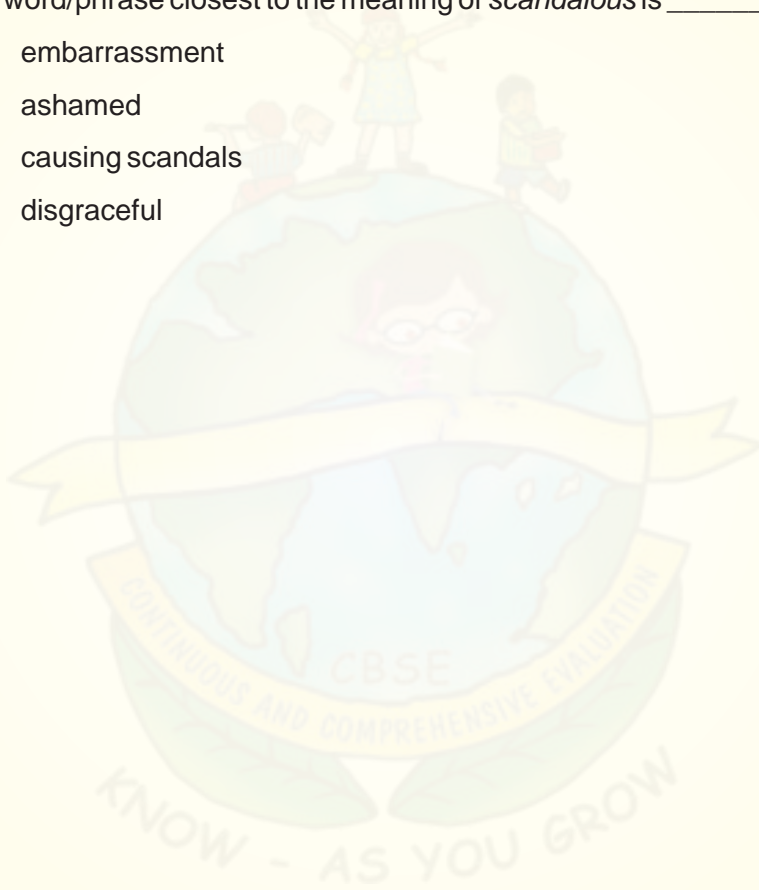 word/phrase closest to the meaning of scandalous is ______
embarrassment
ashamed
causing scandals
disgraceful
CBSE
CONTINUOUS AND COMPREHENSIVE EVALUATION
KNOW - AS YOU GROW